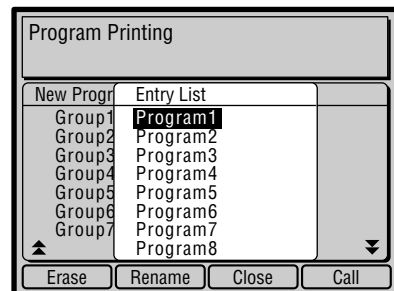 Program Printing
New Progr
Entry List
Group1
Program1
Group2
Program2
Group3
Program3
Group4
Program4
Group5
Program5
Group6
Program6
Group7
Program7
Program8
Erase
Rename
Close
Call